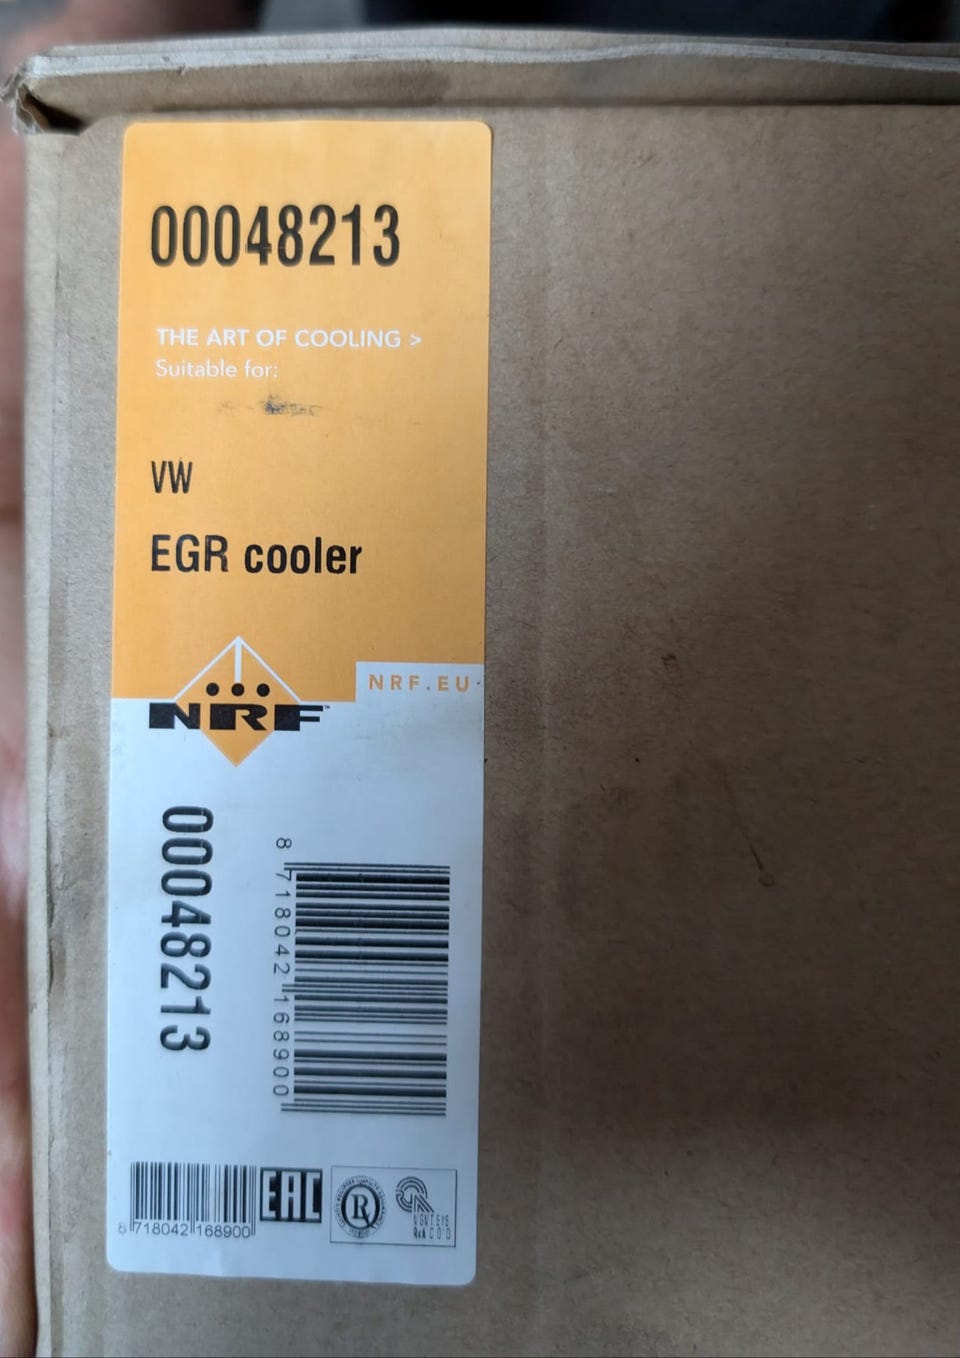 00048213
THE ART OF COOLING >
Suitable for:
VW
EGR cooler
NRF.EU
NRF™
00048213
8 718042 168900
8 718042 168900
EAC
R